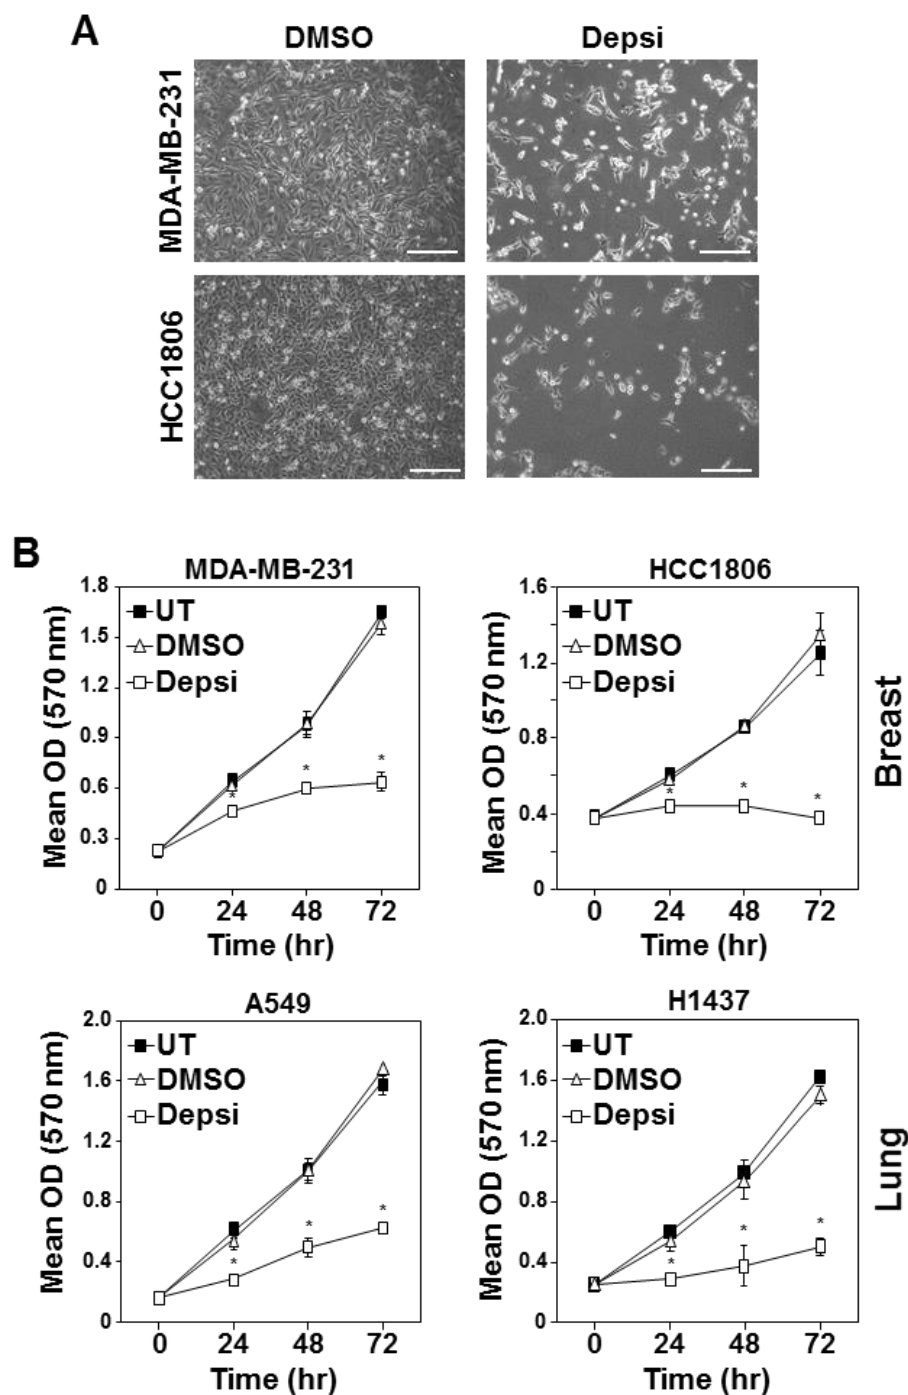 A
DMSO Depsi
MDA-MB-231
HCC1806
B
MDA-MB-231
Mean OD (570 nm)
1.8
1.5
1.2
0.9
0.6
0.3
0
UT
DMSO
Depsi
*
*
*
0 24 48 72
Time (hr)
HCC1806
Mean OD (570 nm)
1.6
1.2
0.8
0.4
0
UT
DMSO
Depsi
*
*
*
0 24 48 72
Time (hr)
Breast
A549
Mean OD (570 nm)
2.0
1.6
1.2
0.8
0.4
0
UT
DMSO
Depsi
*
*
*
0 24 48 72
Time (hr)
H1437
Mean OD (570 nm)
2.0
1.6
1.2
0.8
0.4
0
UT
DMSO
Depsi
*
*
*
0 24 48 72
Time (hr)
Lung